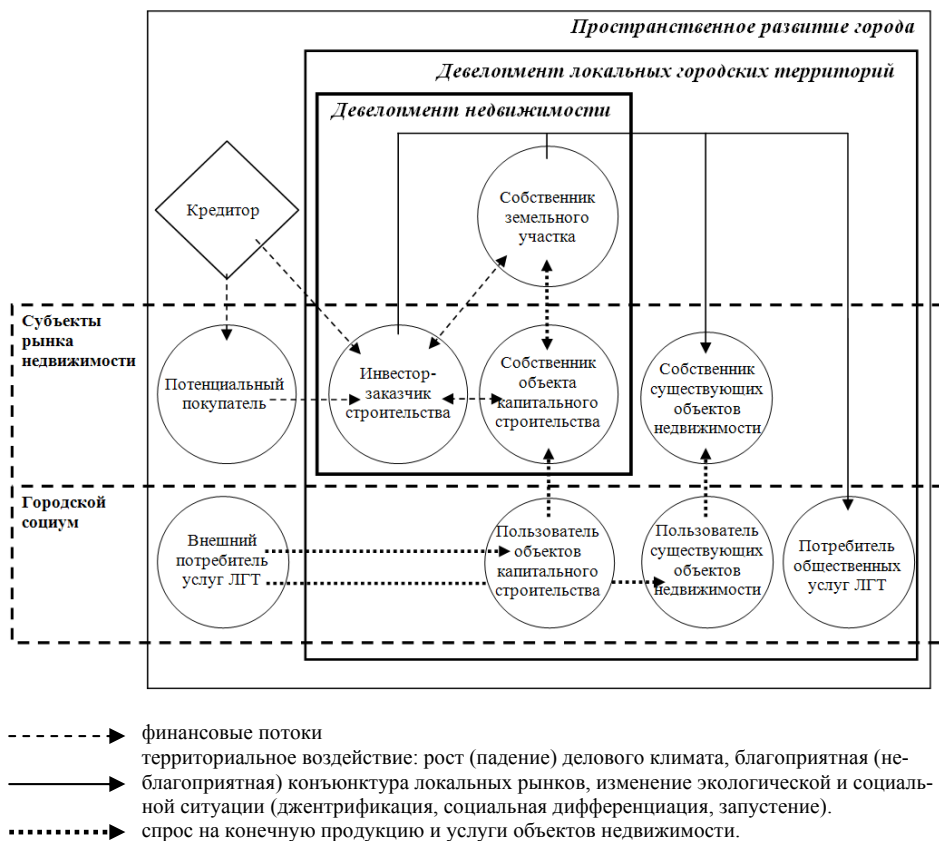 Пространственное развитие города
Девелопмент локальных городских территорий
Девелопмент недвижимости
Кредитор
Собственник
земельного
участка
Субъекты
рынка
недвижимости
Потенциальный
покупатель
Инвестор-
заказчик
строительства
Собственник
объекта
капитального
строительства
Собственник
существующих
объектов
недвижимости
Городской
социум
Внешний
потребитель
услуг ЛГТ
Пользователь
объектов
капитального
строительства
Пользователь
существующих
объектов
недвижимости
Потребитель
общественных
услуг ЛГТ
финансовые потоки
территориальное воздействие: рост (падение) делового климата, благоприятная (не-
благоприятная) конъюнктура локальных рынков, изменение экологической и социаль-
ной ситуации (джентрификация, социальная дифференциация, запустение).
спрос на конечную продукцию и услуги объектов недвижимости.